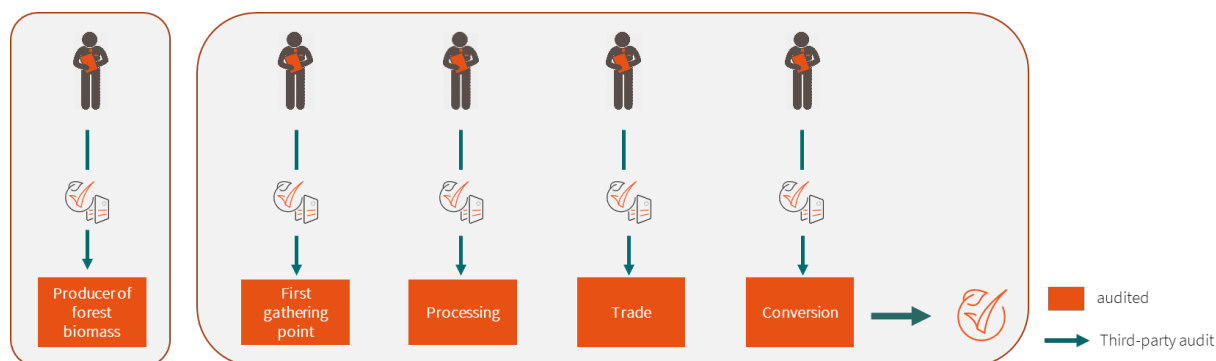 Producer of
forest
biomass
First
gathering
point
Processing
Trade
Conversion
audited
Third-party audit